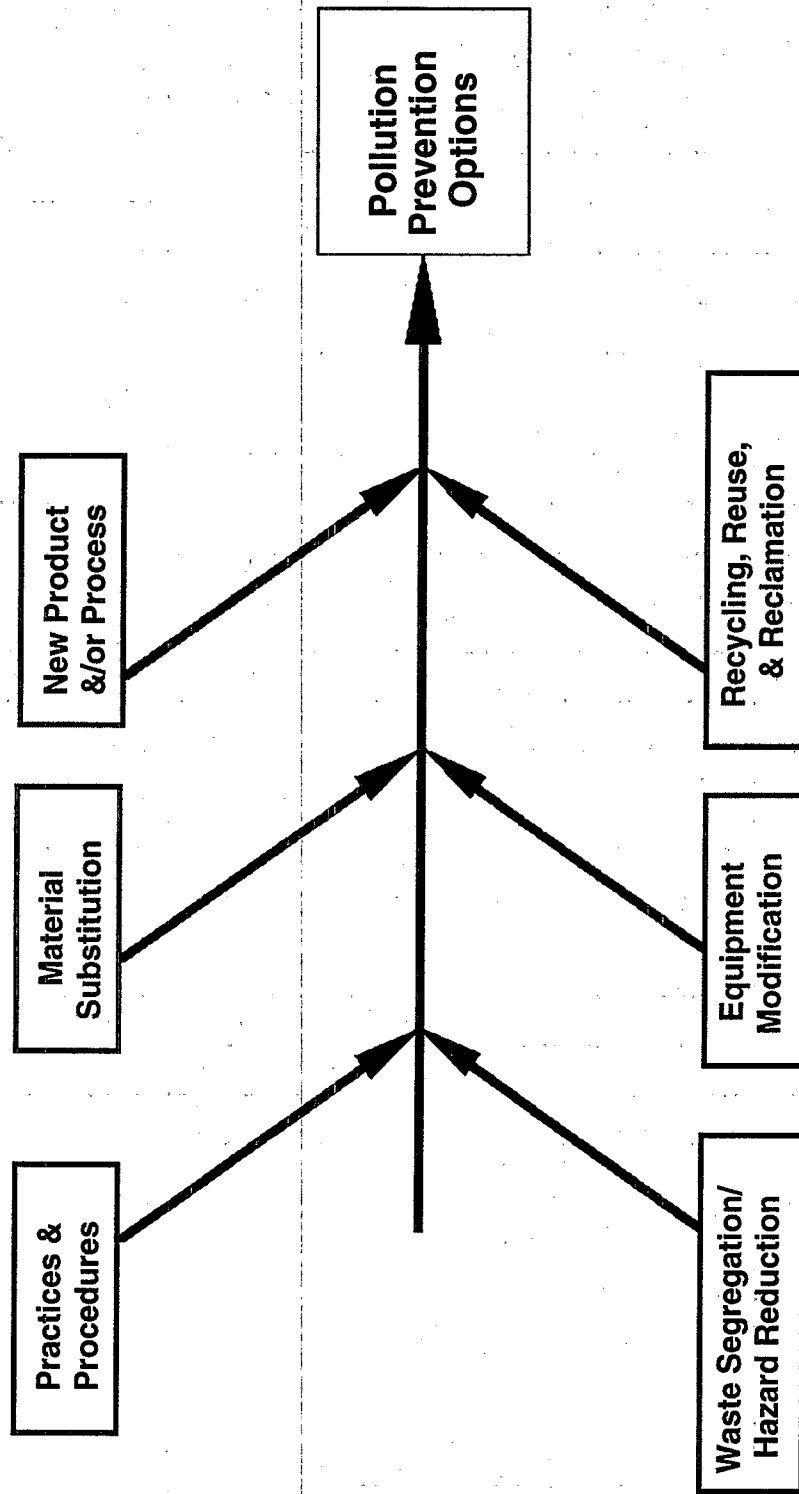 Practices &
Procedures
Material
Substitution
New Product
&/or Process
Pollution
Prevention
Options
Waste Segregation/
Hazard Reduction
Equipment
Modification
Recycling, Reuse,
& Reclamation